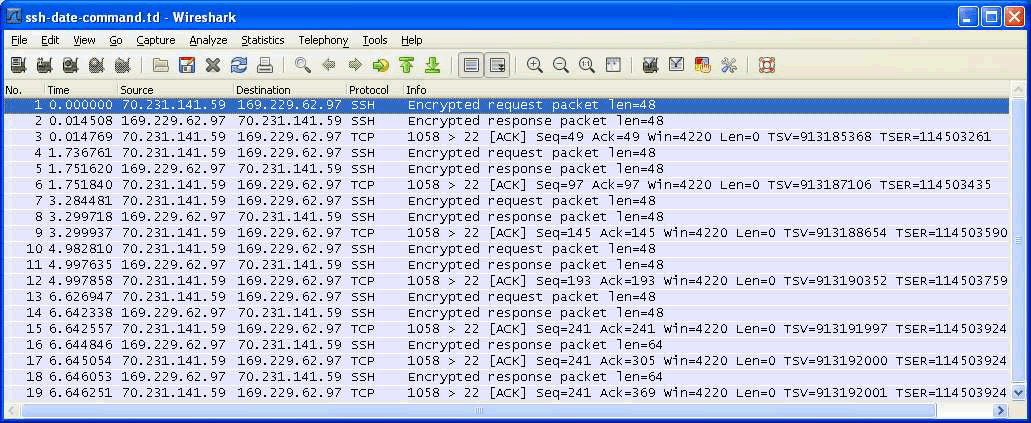 ssh-date-command.td - Wireshark
File Edit View Go Capture Analyze Statistics Telephony Tools Help
No. Time Source Destination Protocol Info
1 0.000000 70.231.141.59 169.229.62.97 SSH Encrypted request packet len=48
2 0.014508 169.229.62.97 70.231.141.59 SSH Encrypted response packet len=48
3 0.014769 70.231.141.59 169.229.62.97 TCP 1058 > 22 [ACK] Seq=49 Ack=49 Win=4220 Len=0 TSV=913185368 TSER=114503261
4 1.736761 70.231.141.59 169.229.62.97 SSH Encrypted request packet len=48
5 1.751620 169.229.62.97 70.231.141.59 SSH Encrypted response packet len=48
6 1.751840 70.231.141.59 169.229.62.97 TCP 1058 > 22 [ACK] Seq=97 Ack=97 Win=4220 Len=0 TSV=913187106 TSER=114503435
7 3.284481 70.231.141.59 169.229.62.97 SSH Encrypted request packet len=48
8 3.299718 169.229.62.97 70.231.141.59 SSH Encrypted response packet len=48
9 3.299937 70.231.141.59 169.229.62.97 TCP 1058 > 22 [ACK] Seq=145 Ack=145 Win=4220 Len=0 TSV=913188654 TSER=114503590
10 4.982810 70.231.141.59 169.229.62.97 SSH Encrypted request packet len=48
11 4.997635 169.229.62.97 70.231.141.59 SSH Encrypted response packet len=48
12 4.997858 70.231.141.59 169.229.62.97 TCP 1058 > 22 [ACK] Seq=193 Ack=193 Win=4220 Len=0 TSV=913190352 TSER=114503759
13 6.626947 70.231.141.59 169.229.62.97 SSH Encrypted request packet len=48
14 6.642338 169.229.62.97 70.231.141.59 SSH Encrypted response packet len=48
15 6.642557 70.231.141.59 169.229.62.97 TCP 1058 > 22 [ACK] Seq=241 Ack=241 Win=4220 Len=0 TSV=913191997 TSER=114503924
16 6.644846 169.229.62.97 70.231.141.59 SSH Encrypted response packet len=64
17 6.645054 70.231.141.59 169.229.62.97 TCP 1058 > 22 [ACK] Seq=241 Ack=305 Win=4220 Len=0 TSV=913192000 TSER=114503924
18 6.646053 169.229.62.97 70.231.141.59 SSH Encrypted response packet len=64
19 6.646251 70.231.141.59 169.229.62.97 TCP 1058 > 22 [ACK] Seq=241 Ack=369 Win=4220 Len=0 TSV=913192001 TSER=114503924